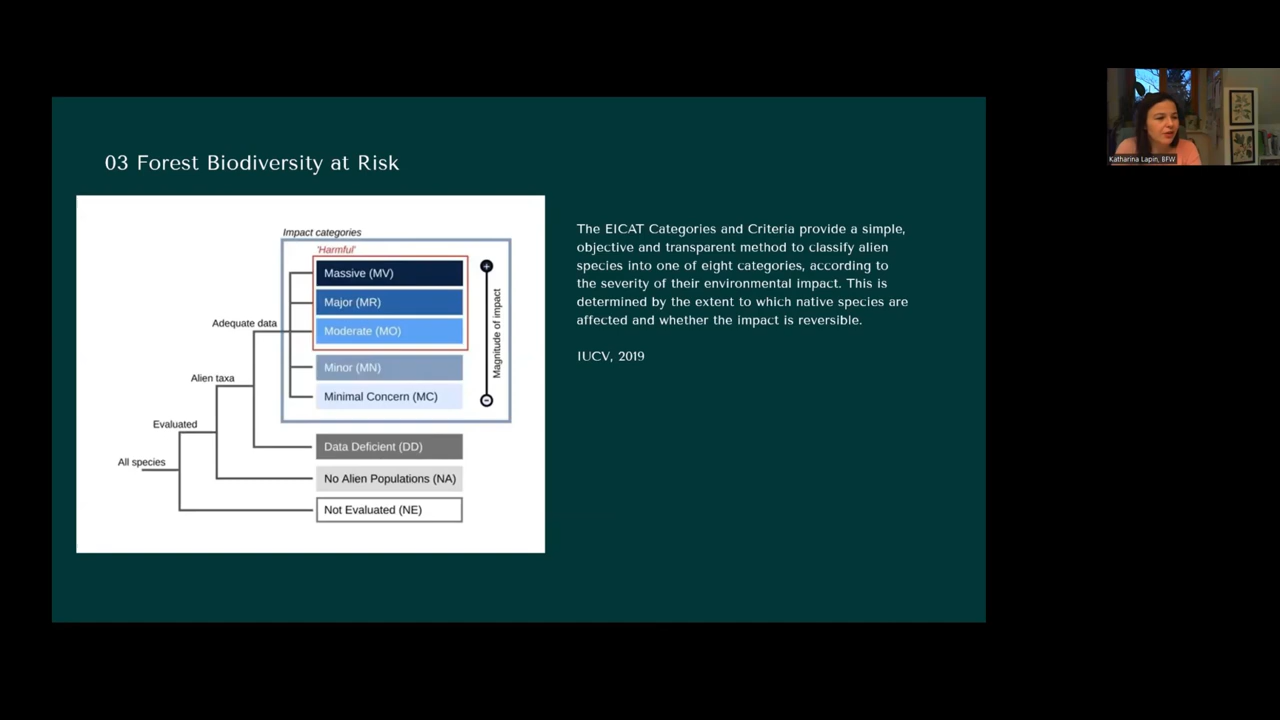 03 Forest Biodiversity at Risk
Impact categories
'Harmful'
Massive (MV)
Major (MR)
Moderate (MO)
Minor (MN)
Minimal Concern (MC)
Magnitude of impact
Adequate data
Alien taxa
Evaluated
All species
Data Deficient (DD)
No Alien Populations (NA)
Not Evaluated (NE)
The EICAT Categories and Criteria provide a simple,
objective and transparent method to classify alien
species into one of eight categories, according to
the severity of their environmental impact. This is
determined by the extent to which native species are
affected and whether the impact is reversible.
IUCV, 2019
Katharina Lapin, BFW